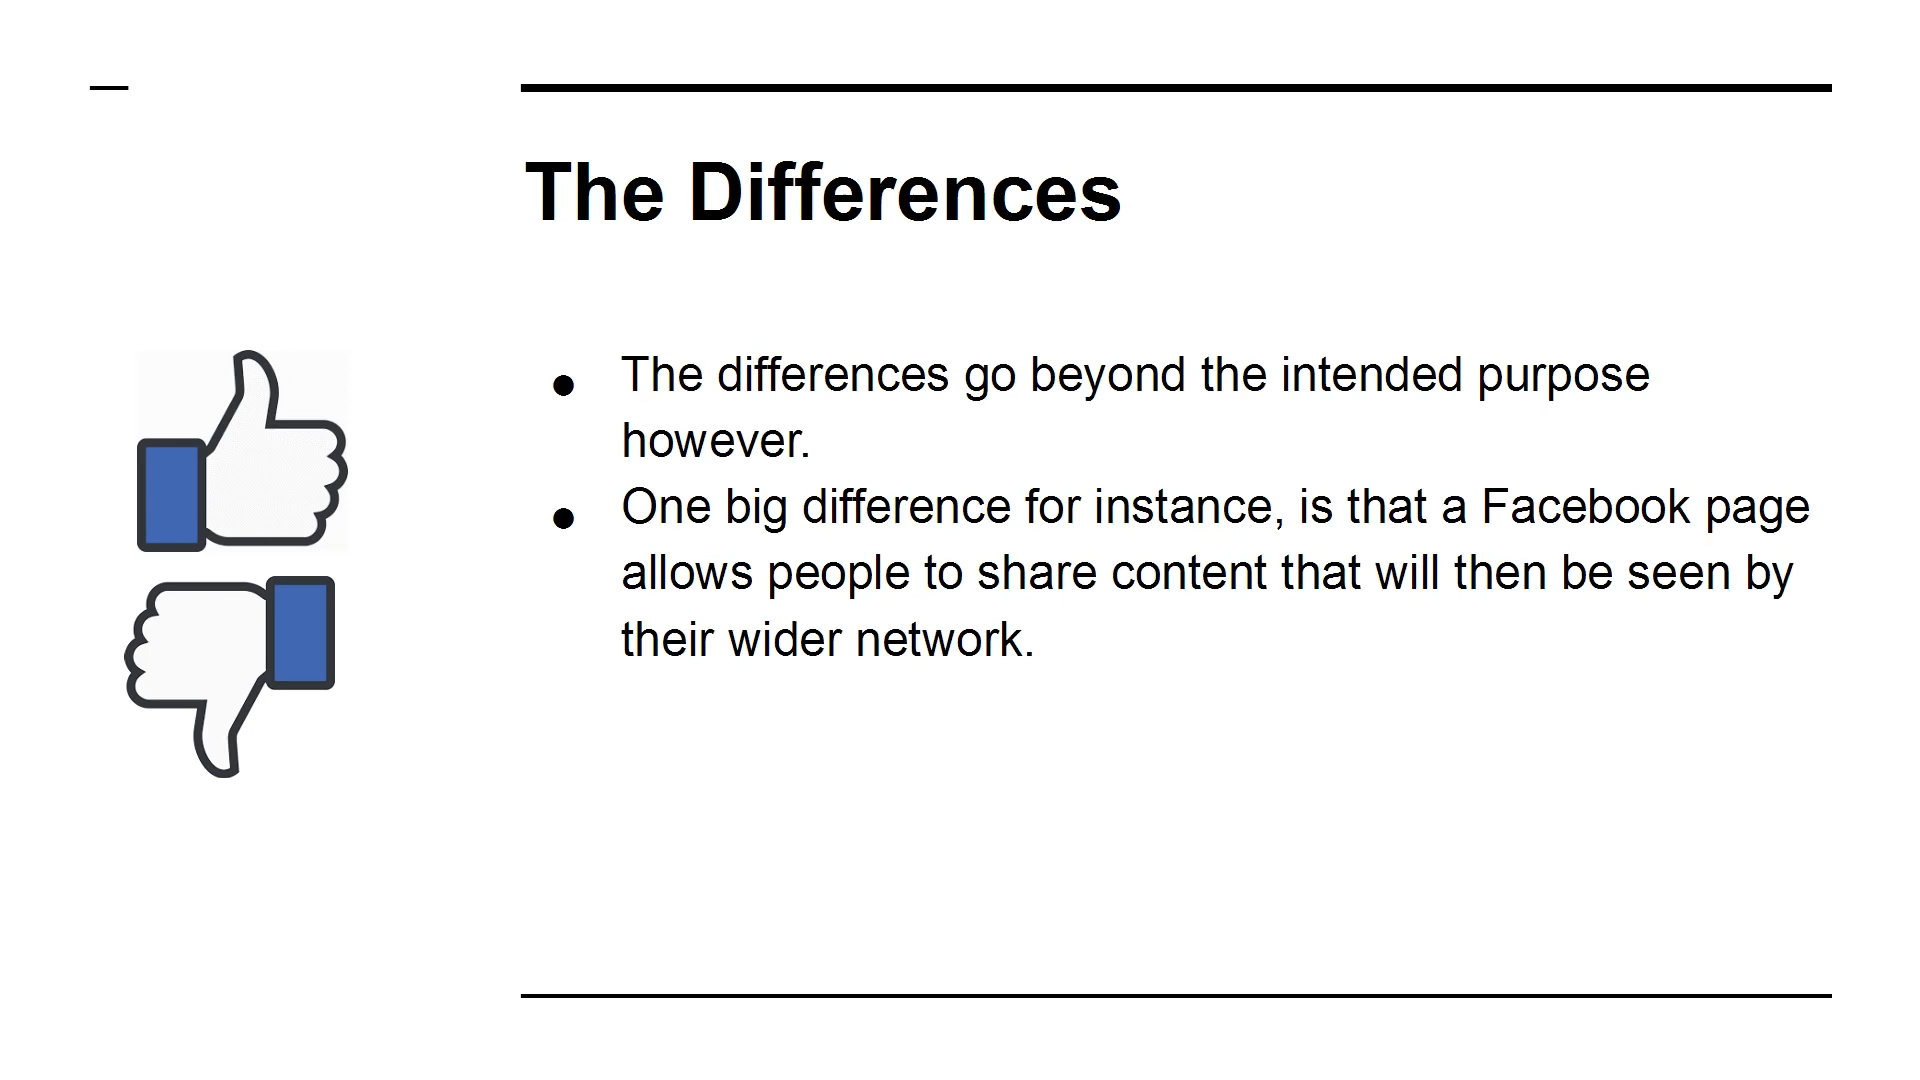 The Differences
● The differences go beyond the intended purpose
however.
● One big difference for instance, is that a Facebook page
allows people to share content that will then be seen by
their wider network.